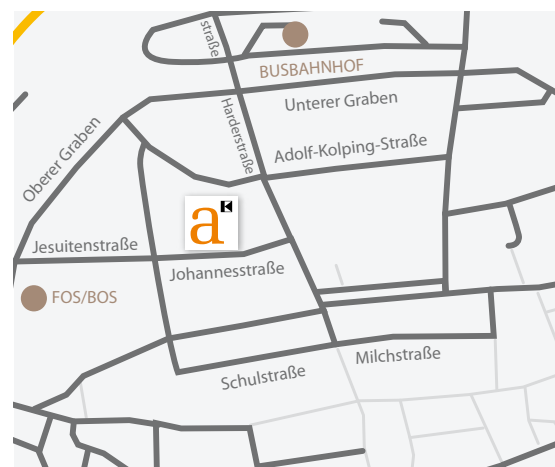 straße
BUSBAHNHOF
Unterer Graben
Harderstraße
Oberer Graben
Adolf-Kolping-Straße
a
Jesuitenstraße
Johannesstraße
FOS/BOS
Milchstraße
Schulstraße